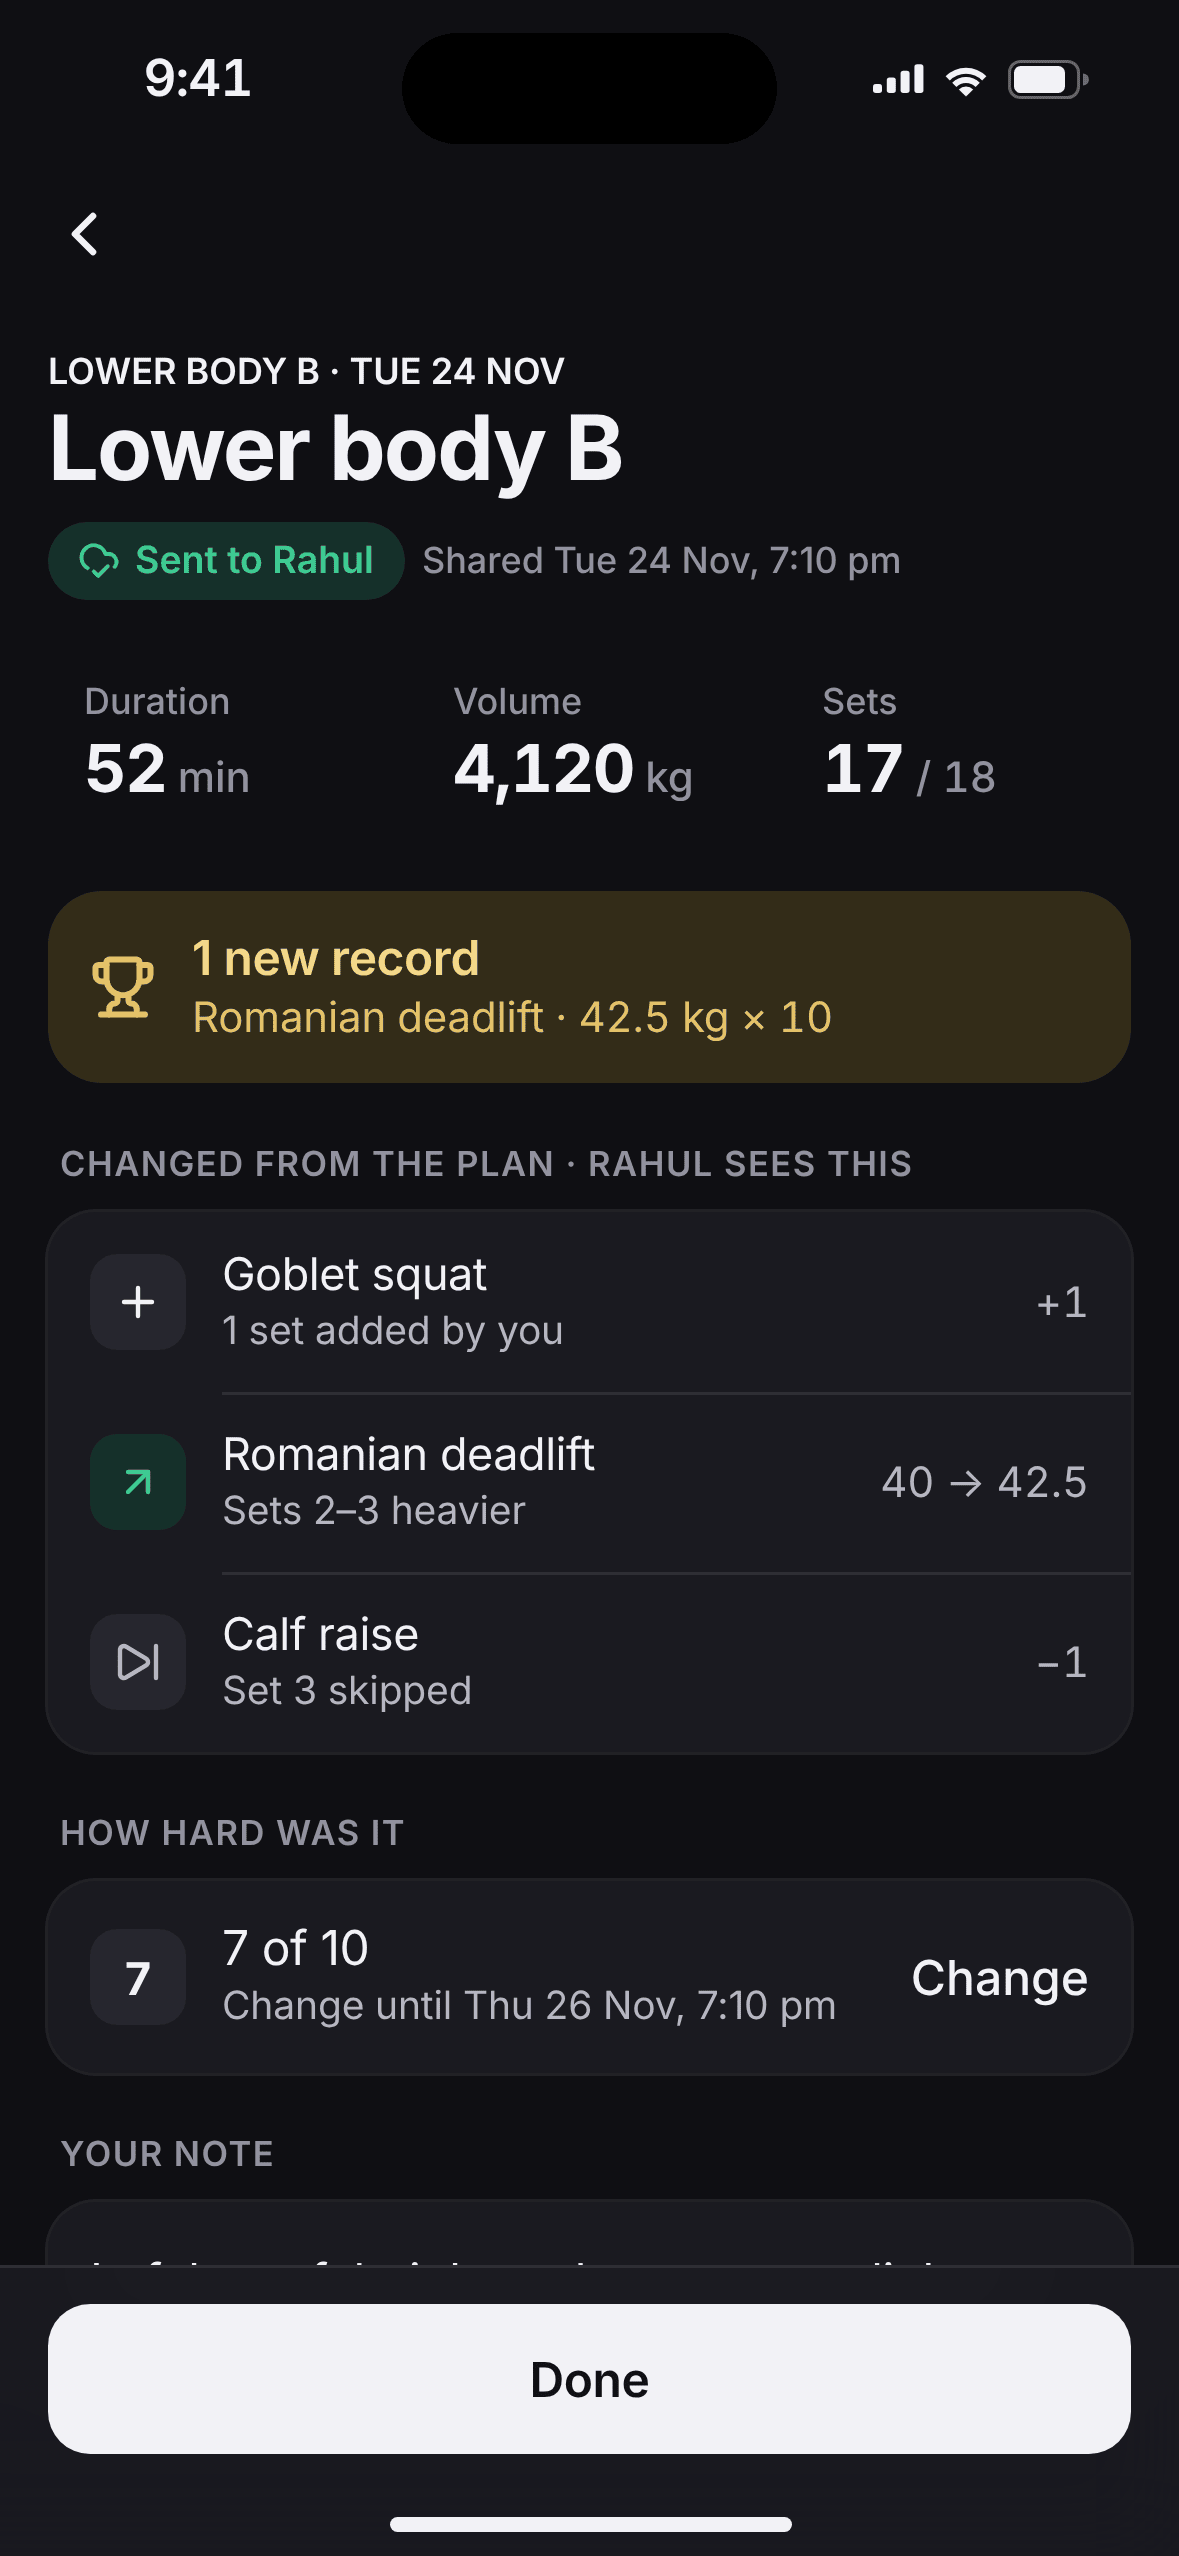 9:41
LOWER BODY B · TUE 24 NOV
Lower body B
Sent to Rahul Shared Tue 24 Nov, 7:10 pm
Duration Volume Sets
52 min 4,120 kg 17 / 18
1 new record
Romanian deadlift · 42.5 kg × 10
CHANGED FROM THE PLAN · RAHUL SEES THIS
Goblet squat
1 set added by you
+1
Romanian deadlift
Sets 2–3 heavier
40 → 42.5
Calf raise
Set 3 skipped
−1
HOW HARD WAS IT
7
7 of 10
Change until Thu 26 Nov, 7:10 pm
Change
YOUR NOTE
Done